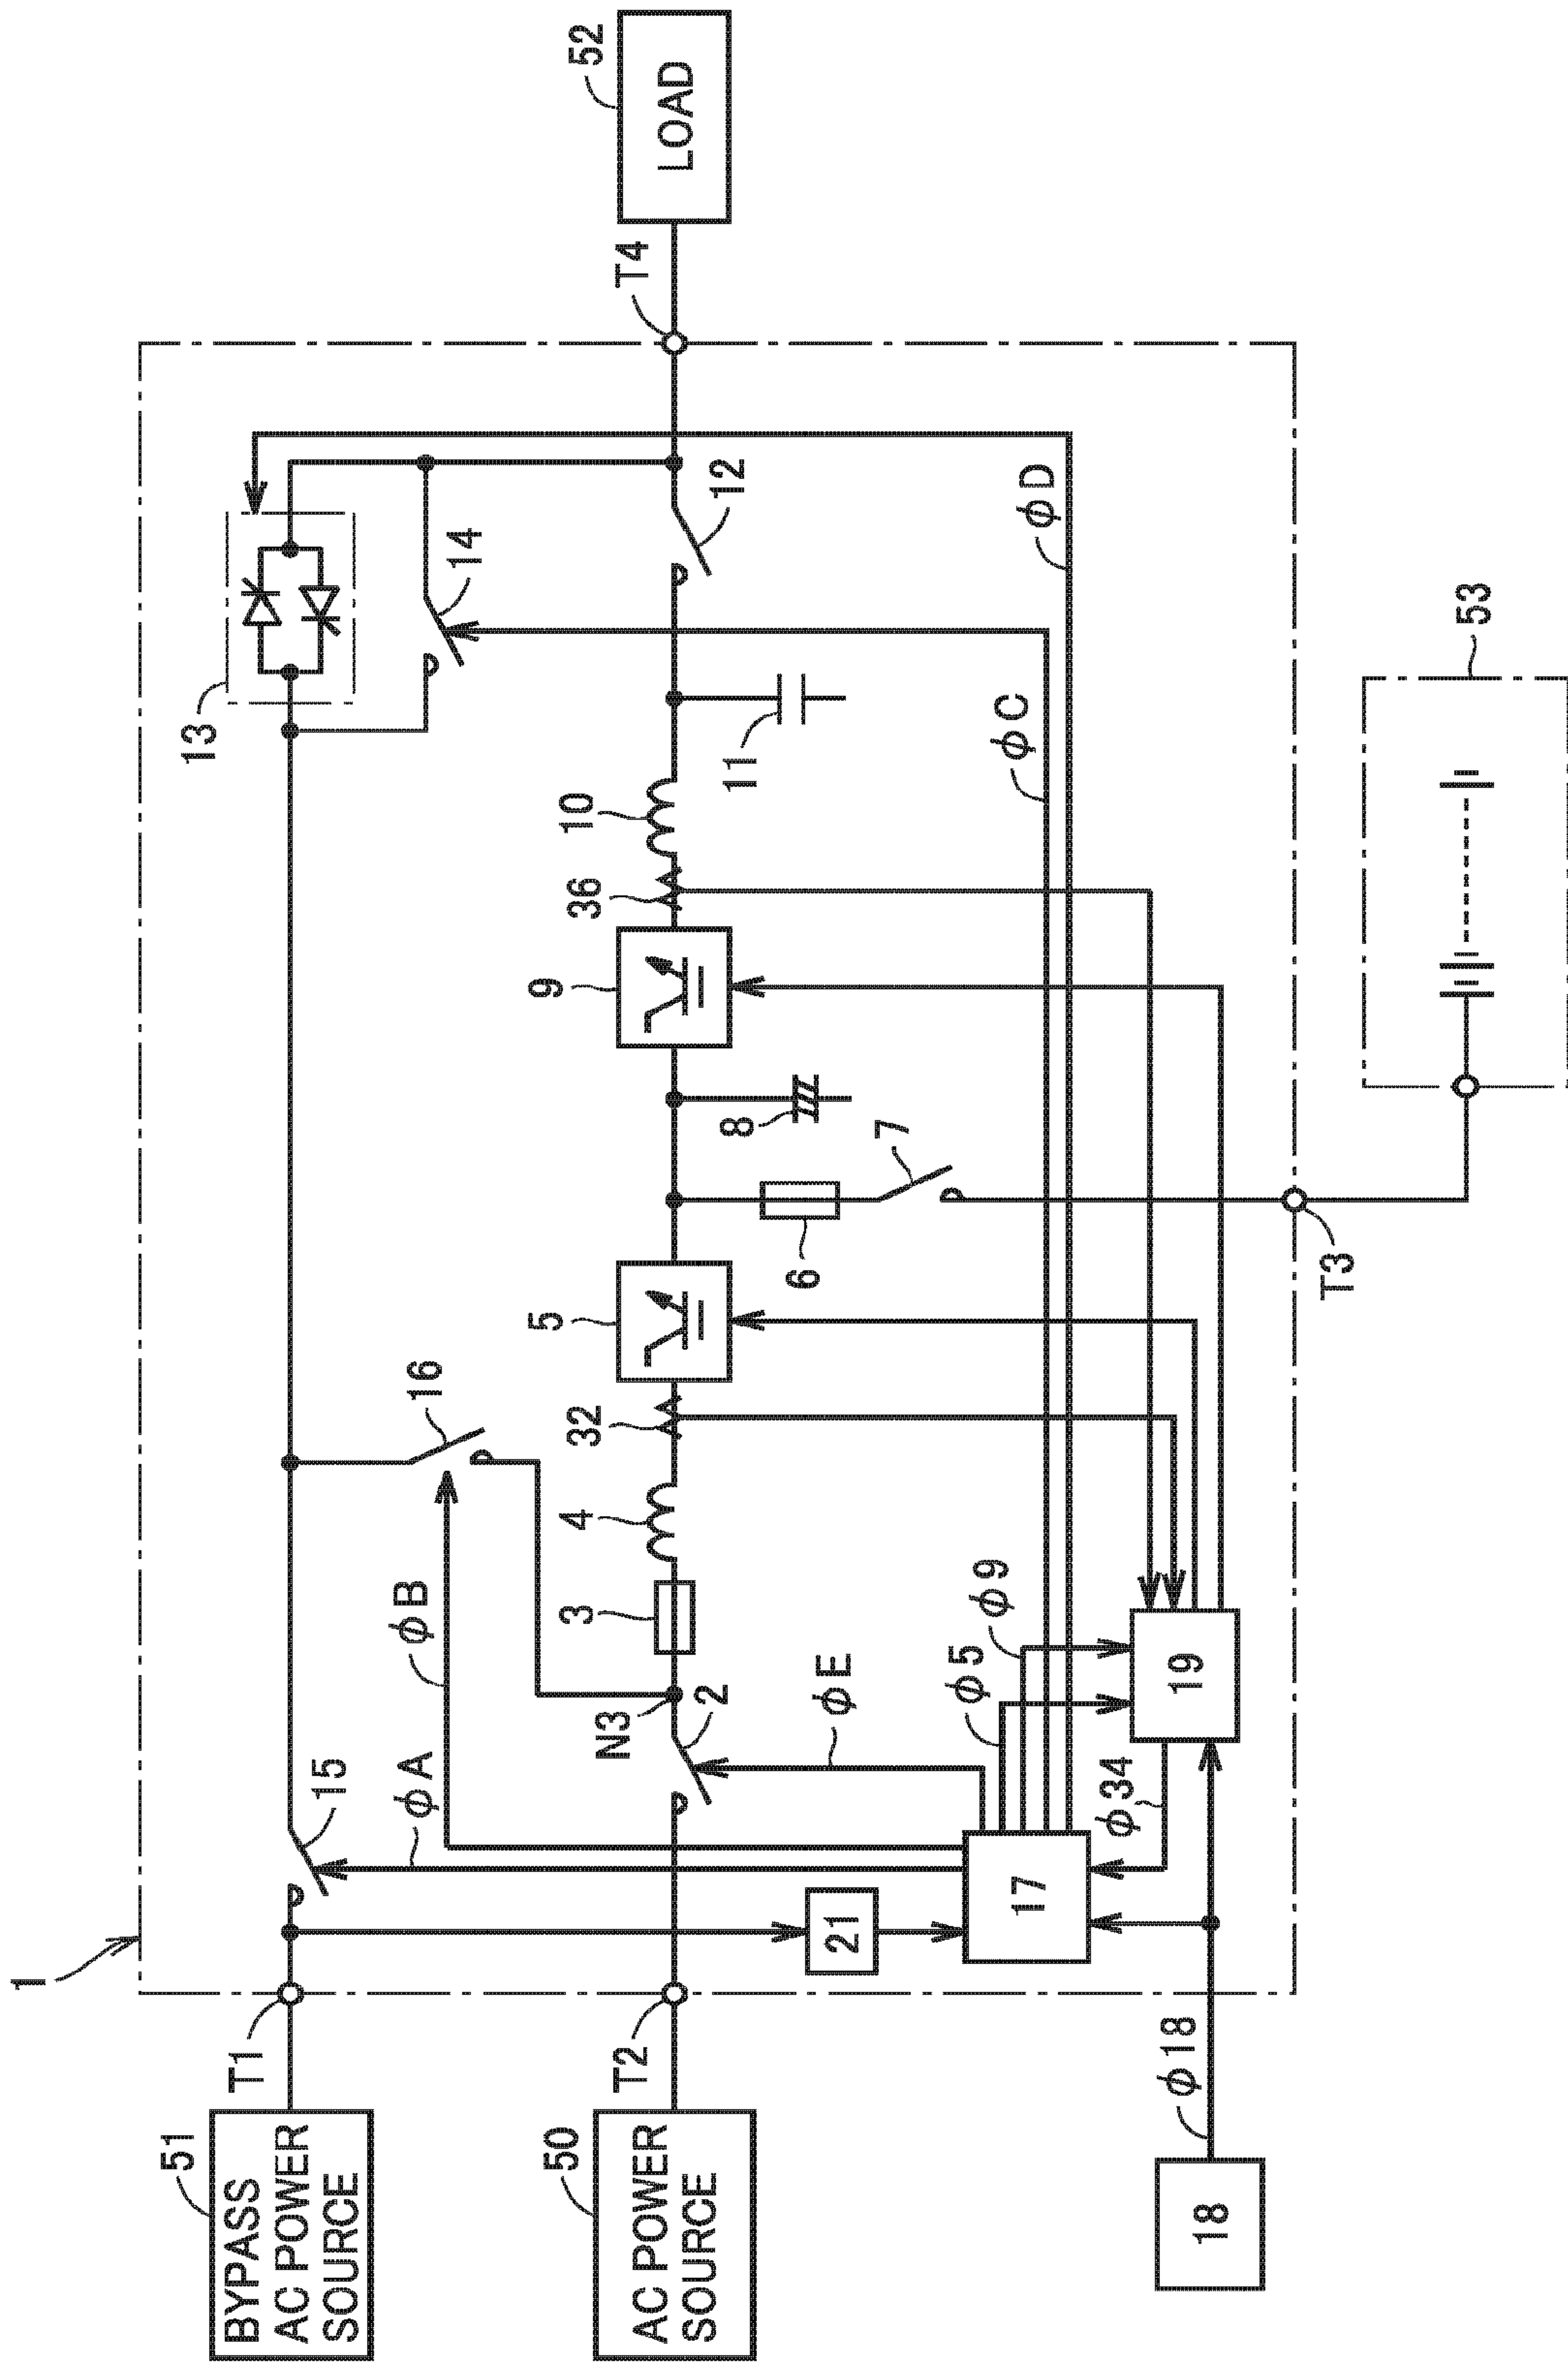 1
51
BYPASS
AC POWER
SOURCE
T1
15
φA
φB
16
13
14
50
AC POWER
SOURCE
T2
2
N3
3
4
32
5
6
7
8
9
36
10
11
12
T4
52
LOAD
φE
φ5
φ9
φC
φD
21
17
φ34
19
18
φ18
T3
53